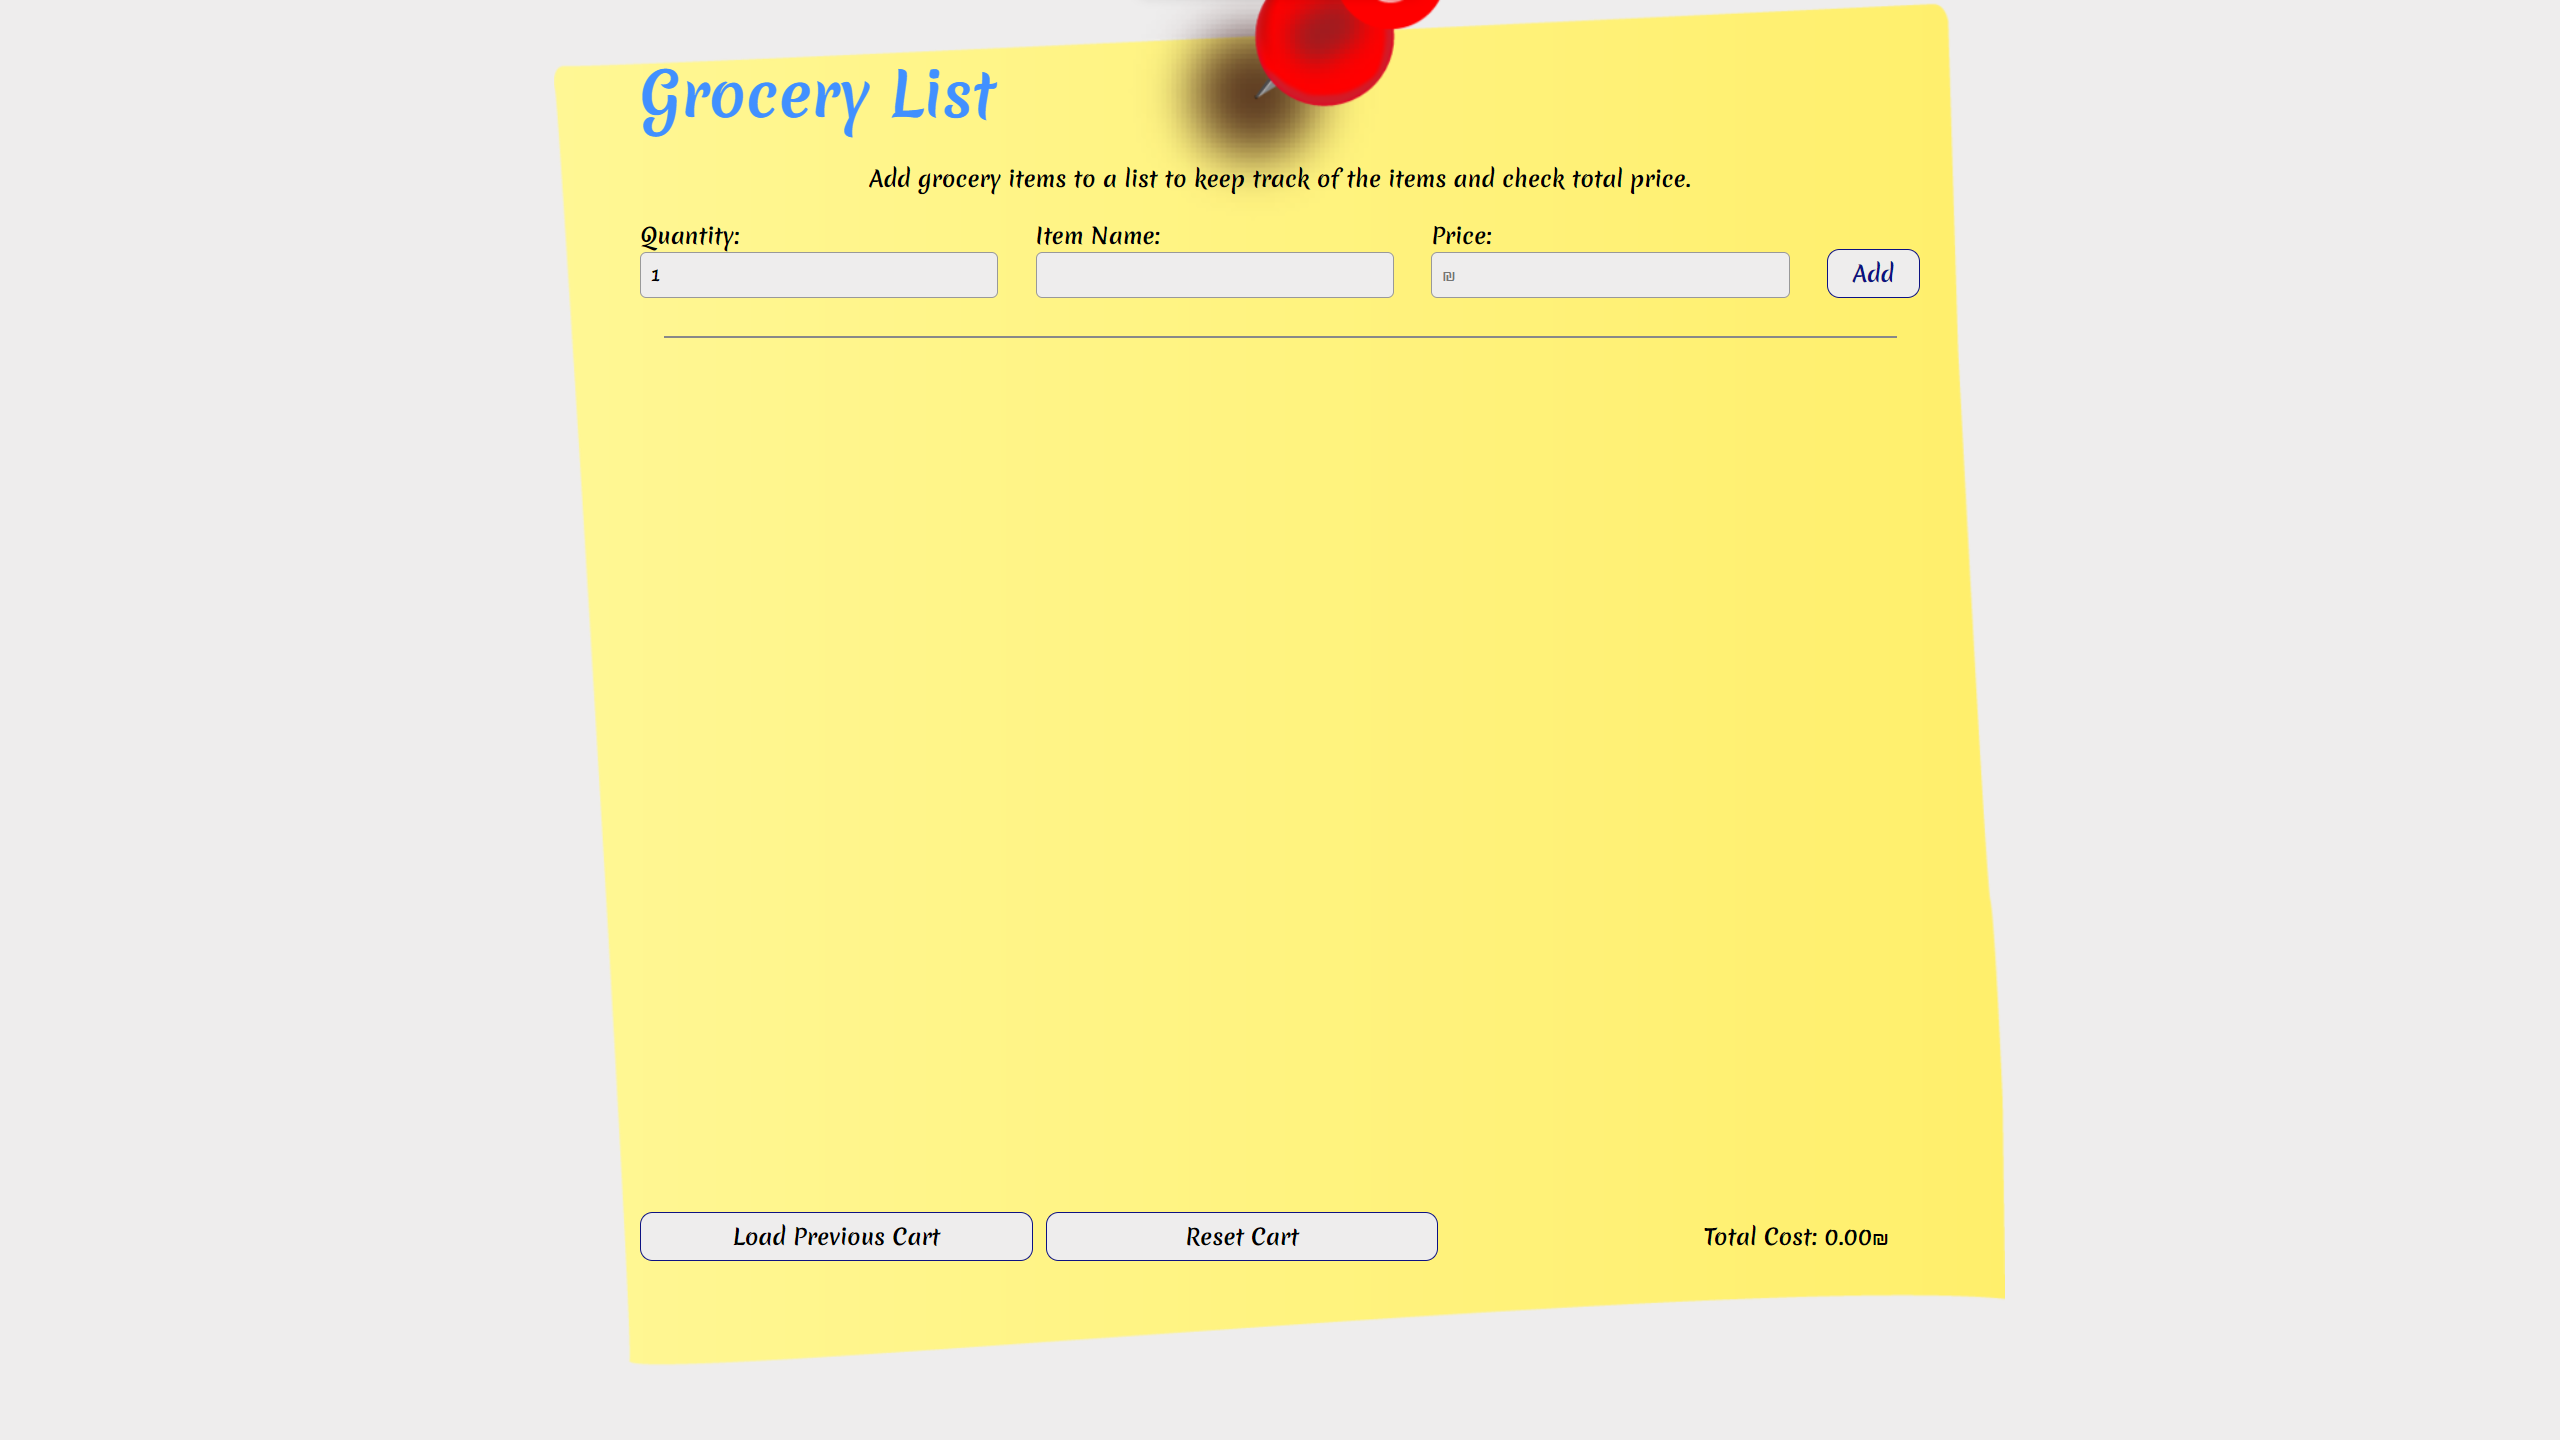 Grocery List
Add grocery items to a list to keep track of the items and check total price.
Quantity: Item Name: Price:
1 ₪ Add
Load Previous Cart Reset Cart Total Cost: 0.00₪